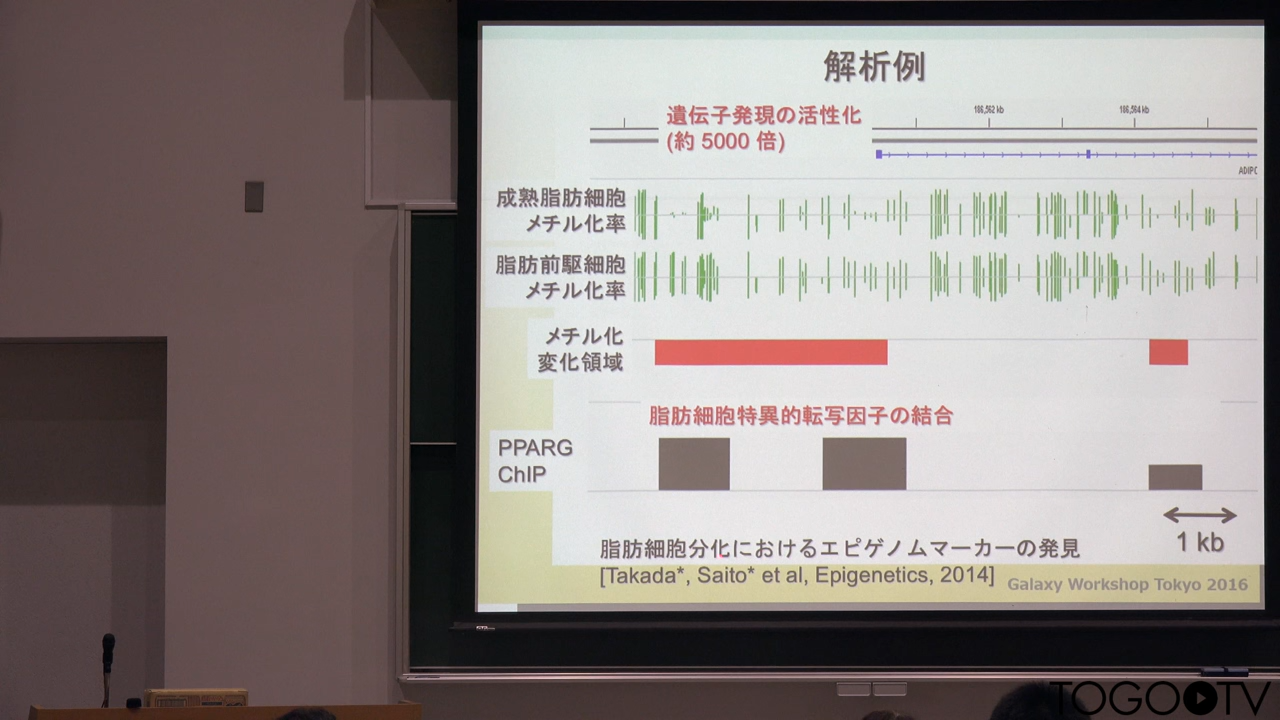 解析例
遺伝子発現の活性化
(約 5000 倍)
186,562 kb
186,564 kb
ADIPC
成熟脂肪細胞
メチル化率
脂肪前駆細胞
メチル化率
メチル化
変化領域
脂肪細胞特異的転写因子の結合
PPARG
ChIP
1 kb
脂肪細胞分化におけるエピゲノムマーカーの発見
[Takada*, Saito* et al, Epigenetics, 2014]
Galaxy Workshop Tokyo 2016
TOGO TV